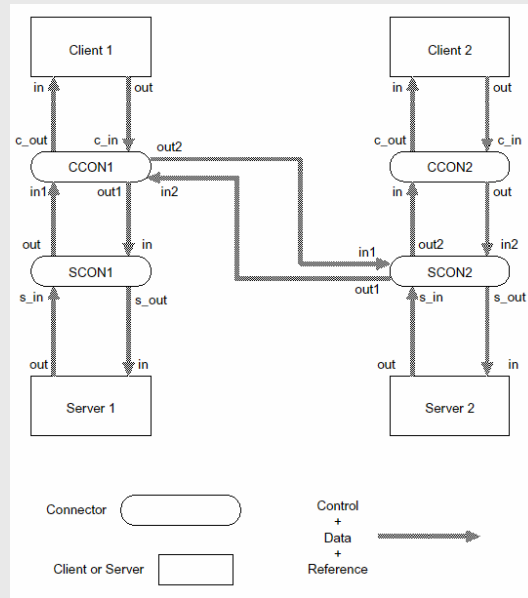 Client 1
Client 2
in
out
in
out
c_out
c_in
out2
c_out
c_in
CCON1
CCON2
in1
out1
in2
in
out
out
in
out2
in2
in1
SCON1
SCON2
out1
s_in
s_out
s_in
s_out
out
in
out
in
Server 1
Server 2
Connector
Control
+
Data
+
Reference
Client or Server